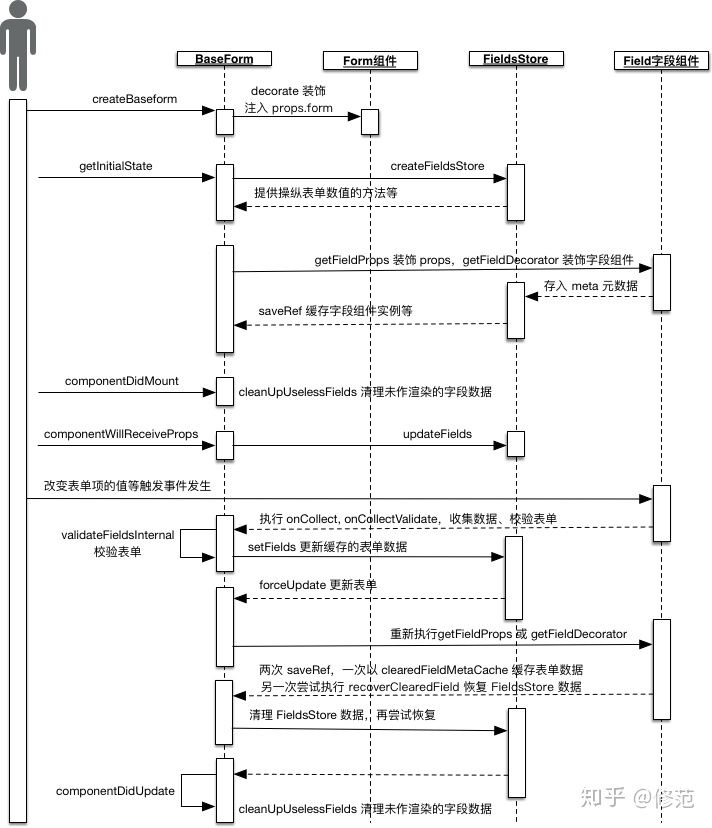 BaseForm
Form组件
FieldsStore
Field字段组件
createBaseform
decorate 装饰
注入 props.form
getInitialState
createFieldsStore
提供操纵表单数值的方法等
getFieldProps 装饰 props，getFieldDecorator 装饰字段组件
存入 meta 元数据
saveRef 缓存字段组件实例等
componentDidMount
cleanUpUselessFields 清理未作渲染的字段数据
componentWillReceiveProps
updateFields
改变表单项的值等触发事件发生
执行 onCollect, onCollectValidate，收集数据、校验表单
validateFieldsInternal
校验表单
setFields 更新缓存的表单数据
forceUpdate 更新表单
重新执行getFieldProps 或 getFieldDecorator
两次 saveRef，一次以 clearedFieldMetaCache 缓存表单数据
另一次尝试执行 recoverClearedField 恢复 FieldsStore 数据
清理 FieldsStore 数据，再尝试恢复
componentDidUpdate
cleanUpUselessFields 清理未作渲染的字段数据
知乎 @修范